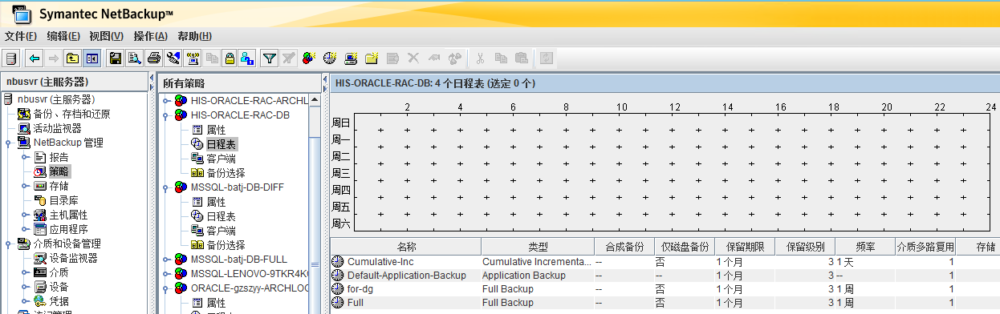 Symantec NetBackup™
文件(F) 编辑(E) 视图(V) 操作(A) 帮助(H)
nbusvr (主服务器)
nbusvr (主服务器)
备份、存档和还原
活动监视器
NetBackup 管理
报告
策略
存储
目录库
主机属性
应用程序
介质和设备管理
设备监视器
介质
设备
凭据
所有策略
HIS-ORACLE-RAC-ARCHL
HIS-ORACLE-RAC-DB
属性
日程表
客户端
备份选择
MSSQL-batj-DB-DIFF
属性
日程表
客户端
备份选择
MSSQL-batj-DB-FULL
MSSQL-LENOVO-9TKR4K
ORACLE-gzszyy-ARCHLOG
属性
HIS-ORACLE-RAC-DB: 4 个日程表 (选定 0 个)
2 4 6 8 10 12 14 16 18 20 22 24
周日
周一
周二
周三
周四
周五
周六
名称 类型 合成备份 仅磁盘备份 保留期限 保留级别 频率 介质多路复用 存储
Cumulative-Inc Cumulative Incrementa... -- 否 1 个月 3 1 天 1
Default-Application-Backup Application Backup -- -- 1 个月 3 -- 1
for-dg Full Backup -- 否 1 个月 3 1 周 1
Full Full Backup -- 否 1 个月 3 1 周 1